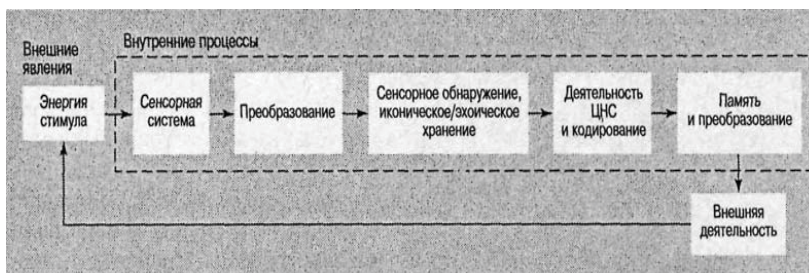 Внешние
явления
Внутренние процессы
Энергия
стимула
Сенсорная
система
Преобразование
Сенсорное обнаружение,
иконическое/эхоическое
хранение
Деятельность
ЦНС
и кодирование
Память
и преобразование
Внешняя
деятельность